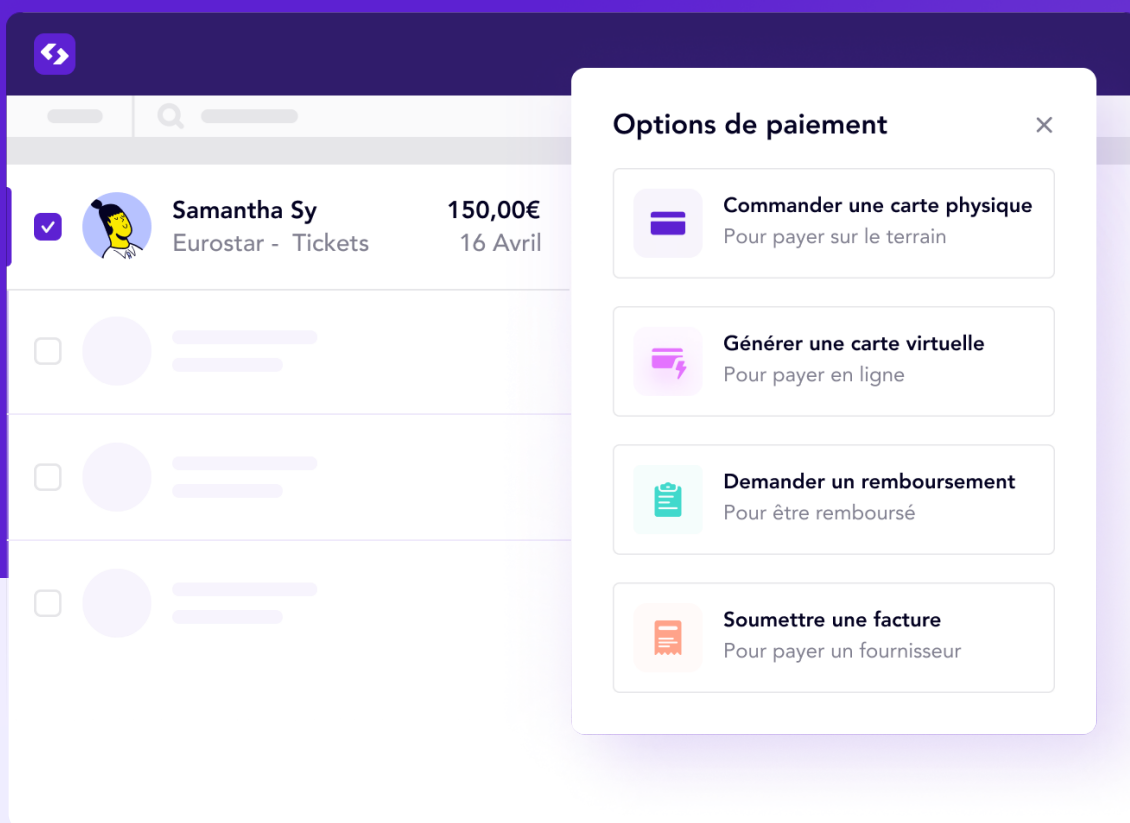 Samantha Sy
150,00€
Eurostar - Tickets
16 Avril
Options de paiement
Commander une carte physique
Pour payer sur le terrain
Générer une carte virtuelle
Pour payer en ligne
Demander un remboursement
Pour être remboursé
Soumettre une facture
Pour payer un fournisseur